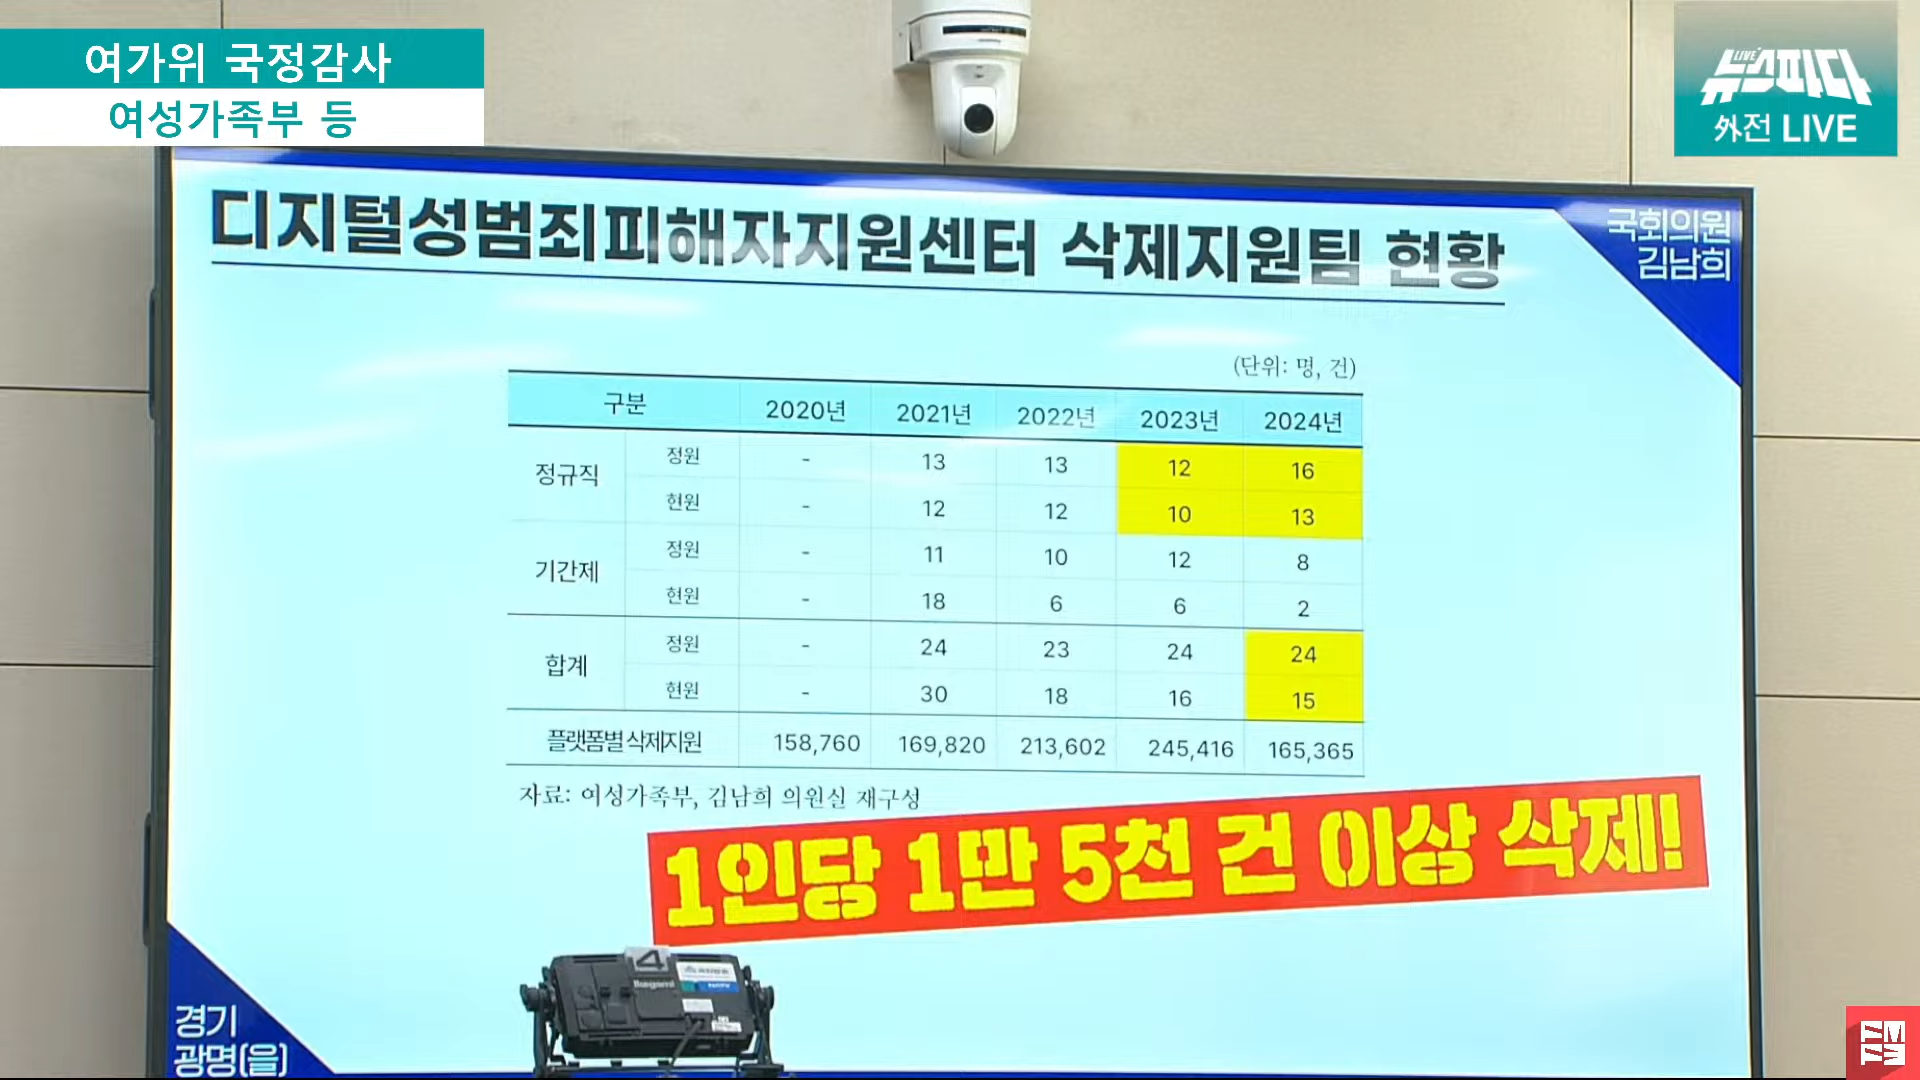 여가위 국정감사
여성가족부 등
LIVE
뉴스피다
外전 LIVE
디지털성범죄피해자지원센터 삭제지원팀 현황
국회의원
김남희
(단위: 명, 건)
구분 2020년 2021년 2022년 2023년 2024년
정규직 정원 - 13 13 12 16
현원 - 12 12 10 13
기간제 정원 - 11 10 12 8
현원 - 18 6 6 2
합계 정원 - 24 23 24 24
현원 - 30 18 16 15
플랫폼별 삭제지원 158,760 169,820 213,602 245,416 165,365
자료: 여성가족부, 김남희 의원실 재구성
1인당 1만 5천 건 이상 삭제!
4
Ikegami
경기
광명(을)